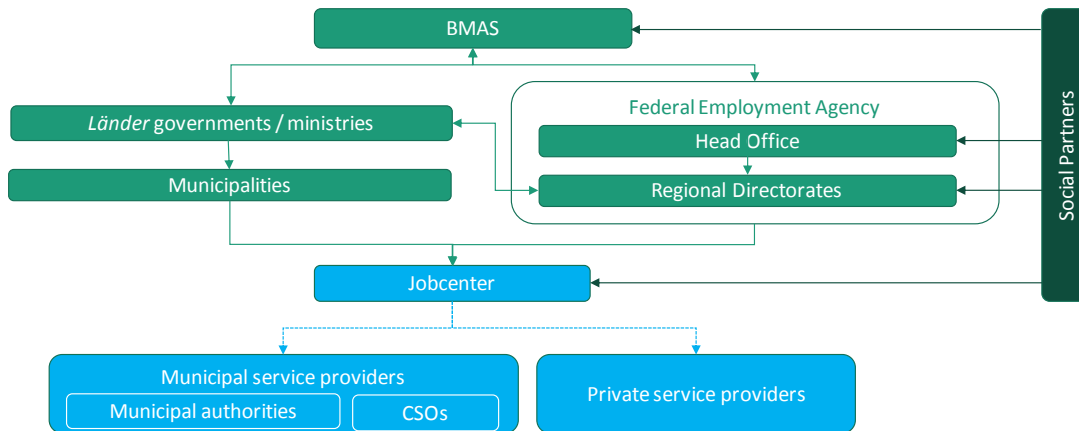 BMAS
Federal Employment Agency
Länder governments / ministries
Head Office
Municipalities
Regional Directorates
Social Partners
Jobcenter
Municipal service providers
Municipal authorities
CSOs
Private service providers